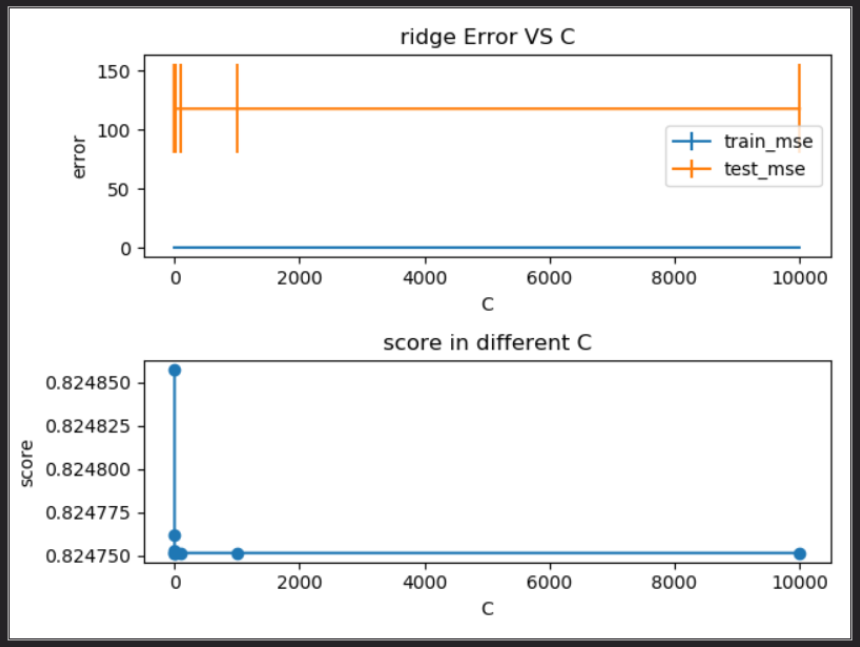 ridge Error VS C
150
100
50
0
error
train_mse
test_mse
0 2000 4000 6000 8000 10000
C
score in different C
0.824850
0.824825
0.824800
0.824775
0.824750
score
0 2000 4000 6000 8000 10000
C